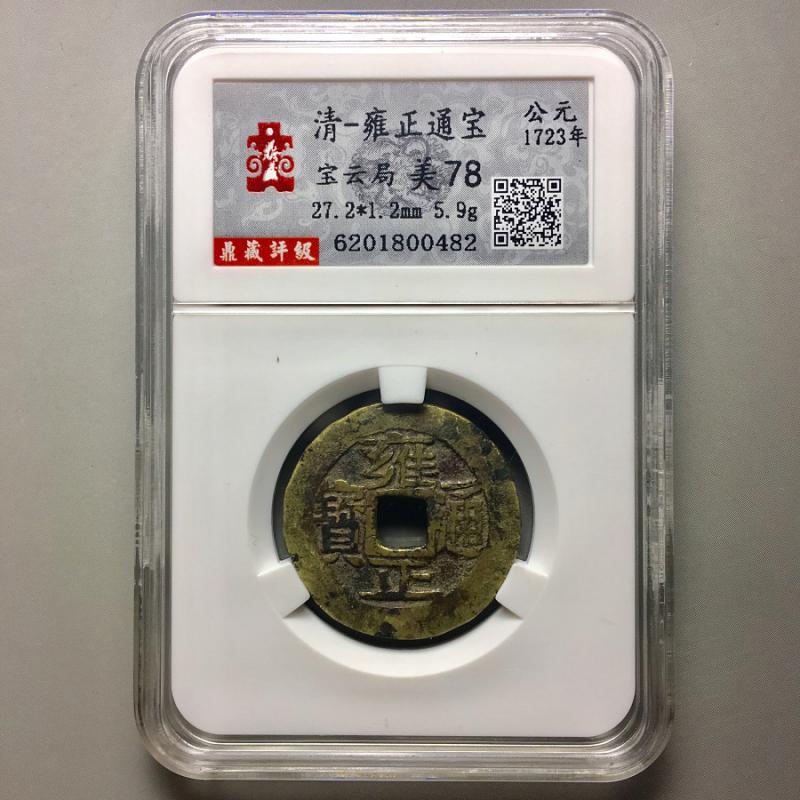 清-雍正通宝
公元
1723年
宝云局 美78
27.2*1.2mm 5.9g
鼎藏評級
6201800482
雍正通寶